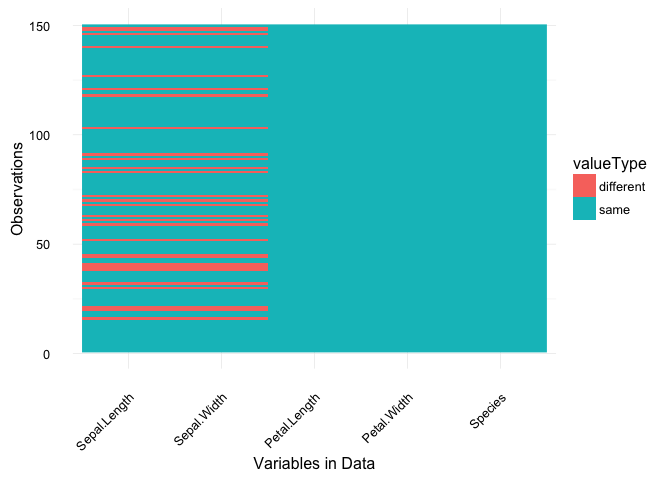 150
100
50
0
Observations
Sepal.Length
Sepal.Width
Petal.Length
Petal.Width
Species
Variables in Data
valueType
different
same